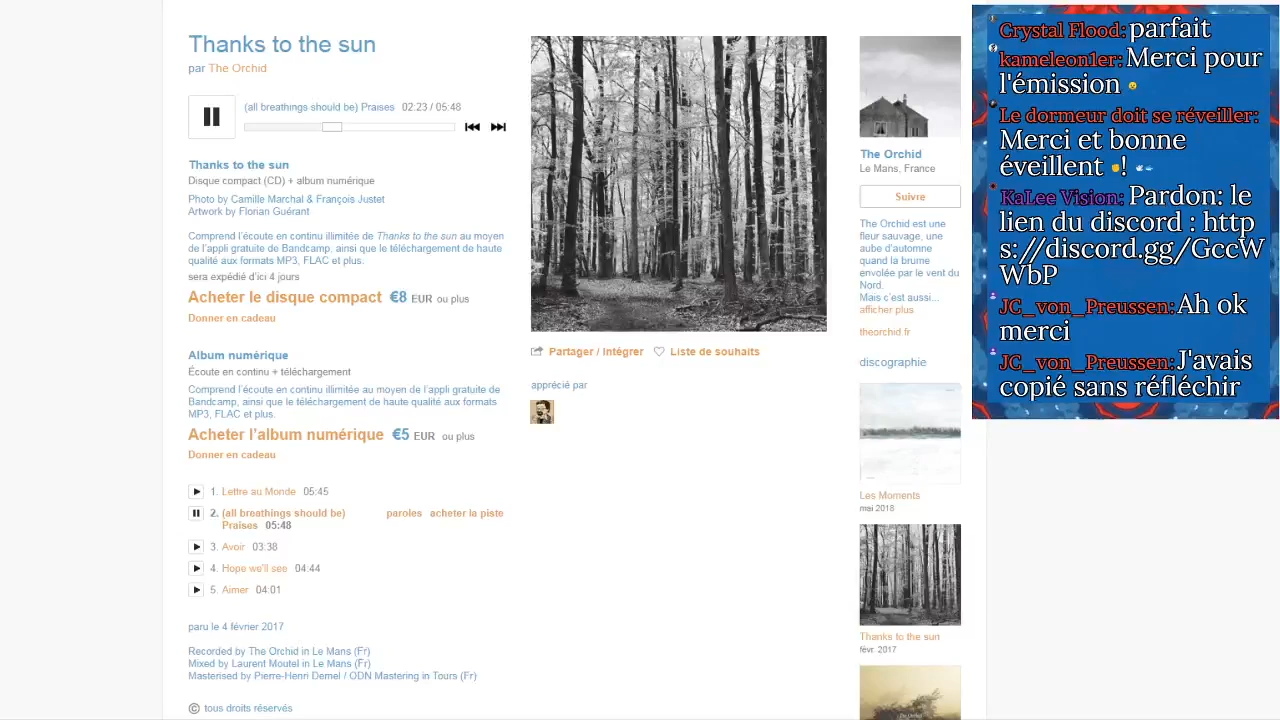 Thanks to the sun
par The Orchid
(all breathings should be) Praises 02:23 / 05:48
Thanks to the sun
Disque compact (CD) + album numérique
Photo by Camille Marchal & François Justet
Artwork by Florian Guérant
Comprend l'écoute en continu illimitée de Thanks to the sun au moyen
de l'appli gratuite de Bandcamp, ainsi que le téléchargement de haute
qualité aux formats MP3, FLAC et plus.
sera expédié d'ici 4 jours
Acheter le disque compact €8 EUR ou plus
Donner en cadeau
Album numérique
Écoute en continu + téléchargement
Comprend l'écoute en continu illimitée au moyen de l'appli gratuite de
Bandcamp, ainsi que le téléchargement de haute qualité aux formats
MP3, FLAC et plus.
Acheter l'album numérique €5 EUR ou plus
Donner en cadeau
1. Lettre au Monde 05:45
2. (all breathings should be) paroles acheter la piste
Praises 05:48
3. Avoir 03:38
4. Hope we'll see 04:44
5. Aimer 04:01
paru le 4 février 2017
Recorded by The Orchid in Le Mans (Fr)
Mixed by Laurent Moutel in Le Mans (Fr)
Masterised by Pierre-Henri Demel / ODN Mastering in Tours (Fr)
© tous droits réservés
Partager / Intégrer Liste de souhaits
apprécié par
The Orchid
Le Mans, France
Suivre
The Orchid est une
fleur sauvage, une
aube d'automne
quand la brume
envolée par le vent du
Nord.
Mais c'est aussi...
afficher plus
theorchid.fr
discographie
Les Moments
mai 2018
Thanks to the sun
févr. 2017
The Orchid
Crystal Flood: parfait
kameleon1er: Merci pour
l'émission
Le dormeur doit se réveiller:
Merci et bonne
éveillent !
KaLee Vision: Pardon: le
lien du discord ; http
s://discord.gg/GccW
WbP
JC_von_Preussen: Ah ok
merci
JC_von_Preussen: J'avais
copié sans réfléchir